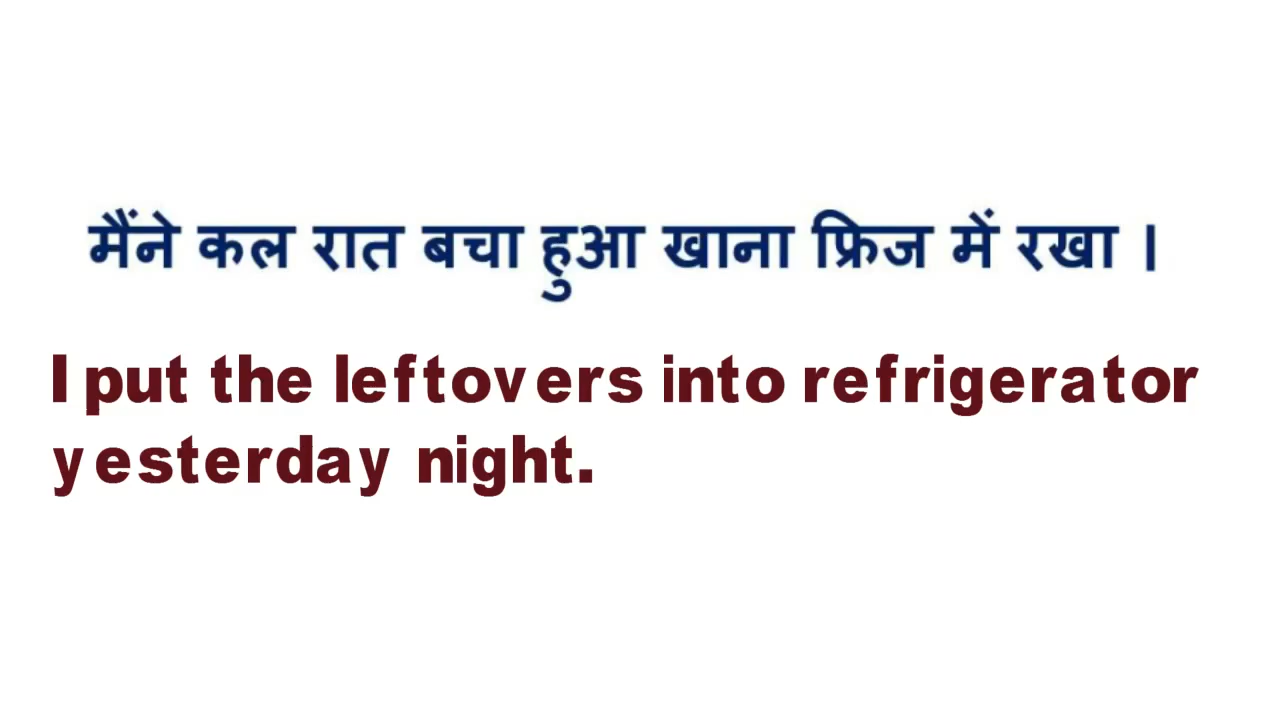 मैंने कल रात बचा हुआ खाना फ्रिज में रखा ।
I put the leftovers into refrigerator
yesterday night.